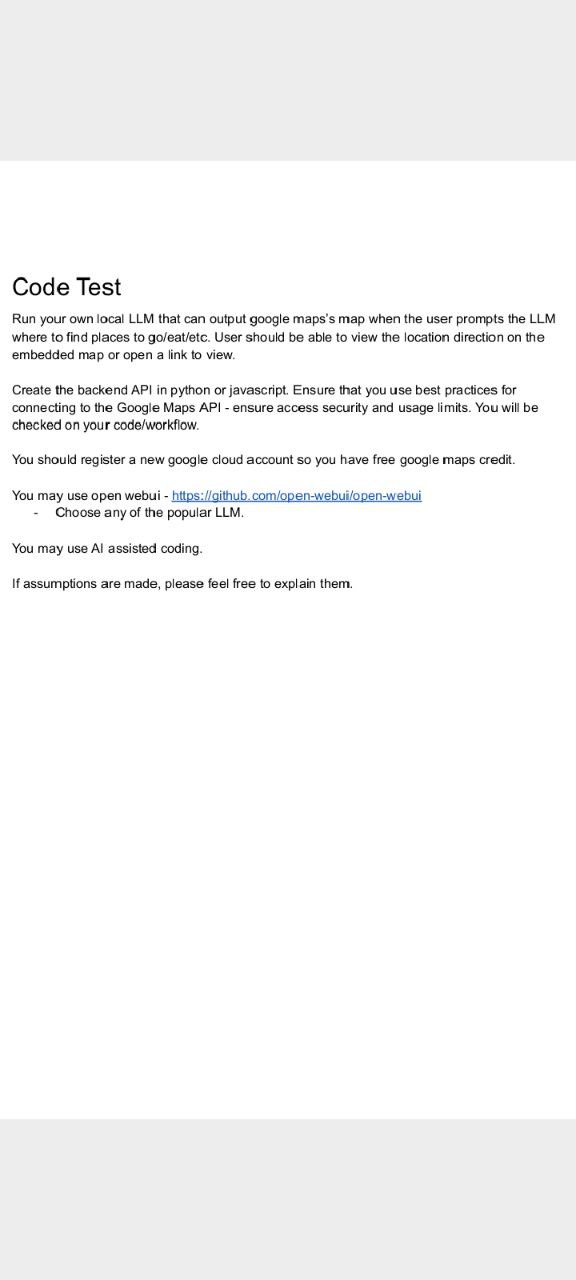 Code Test
Run your own local LLM that can output google maps's map when the user prompts the LLM
where to find places to go/eat/etc. User should be able to view the location direction on the
embedded map or open a link to view.
Create the backend API in python or javascript. Ensure that you use best practices for
connecting to the Google Maps API - ensure access security and usage limits. You will be
checked on your code/workflow.
You should register a new google cloud account so you have free google maps credit.
You may use open webui - https://github.com/open-webui/open-webui
- Choose any of the popular LLM.
You may use AI assisted coding.
If assumptions are made, please feel free to explain them.